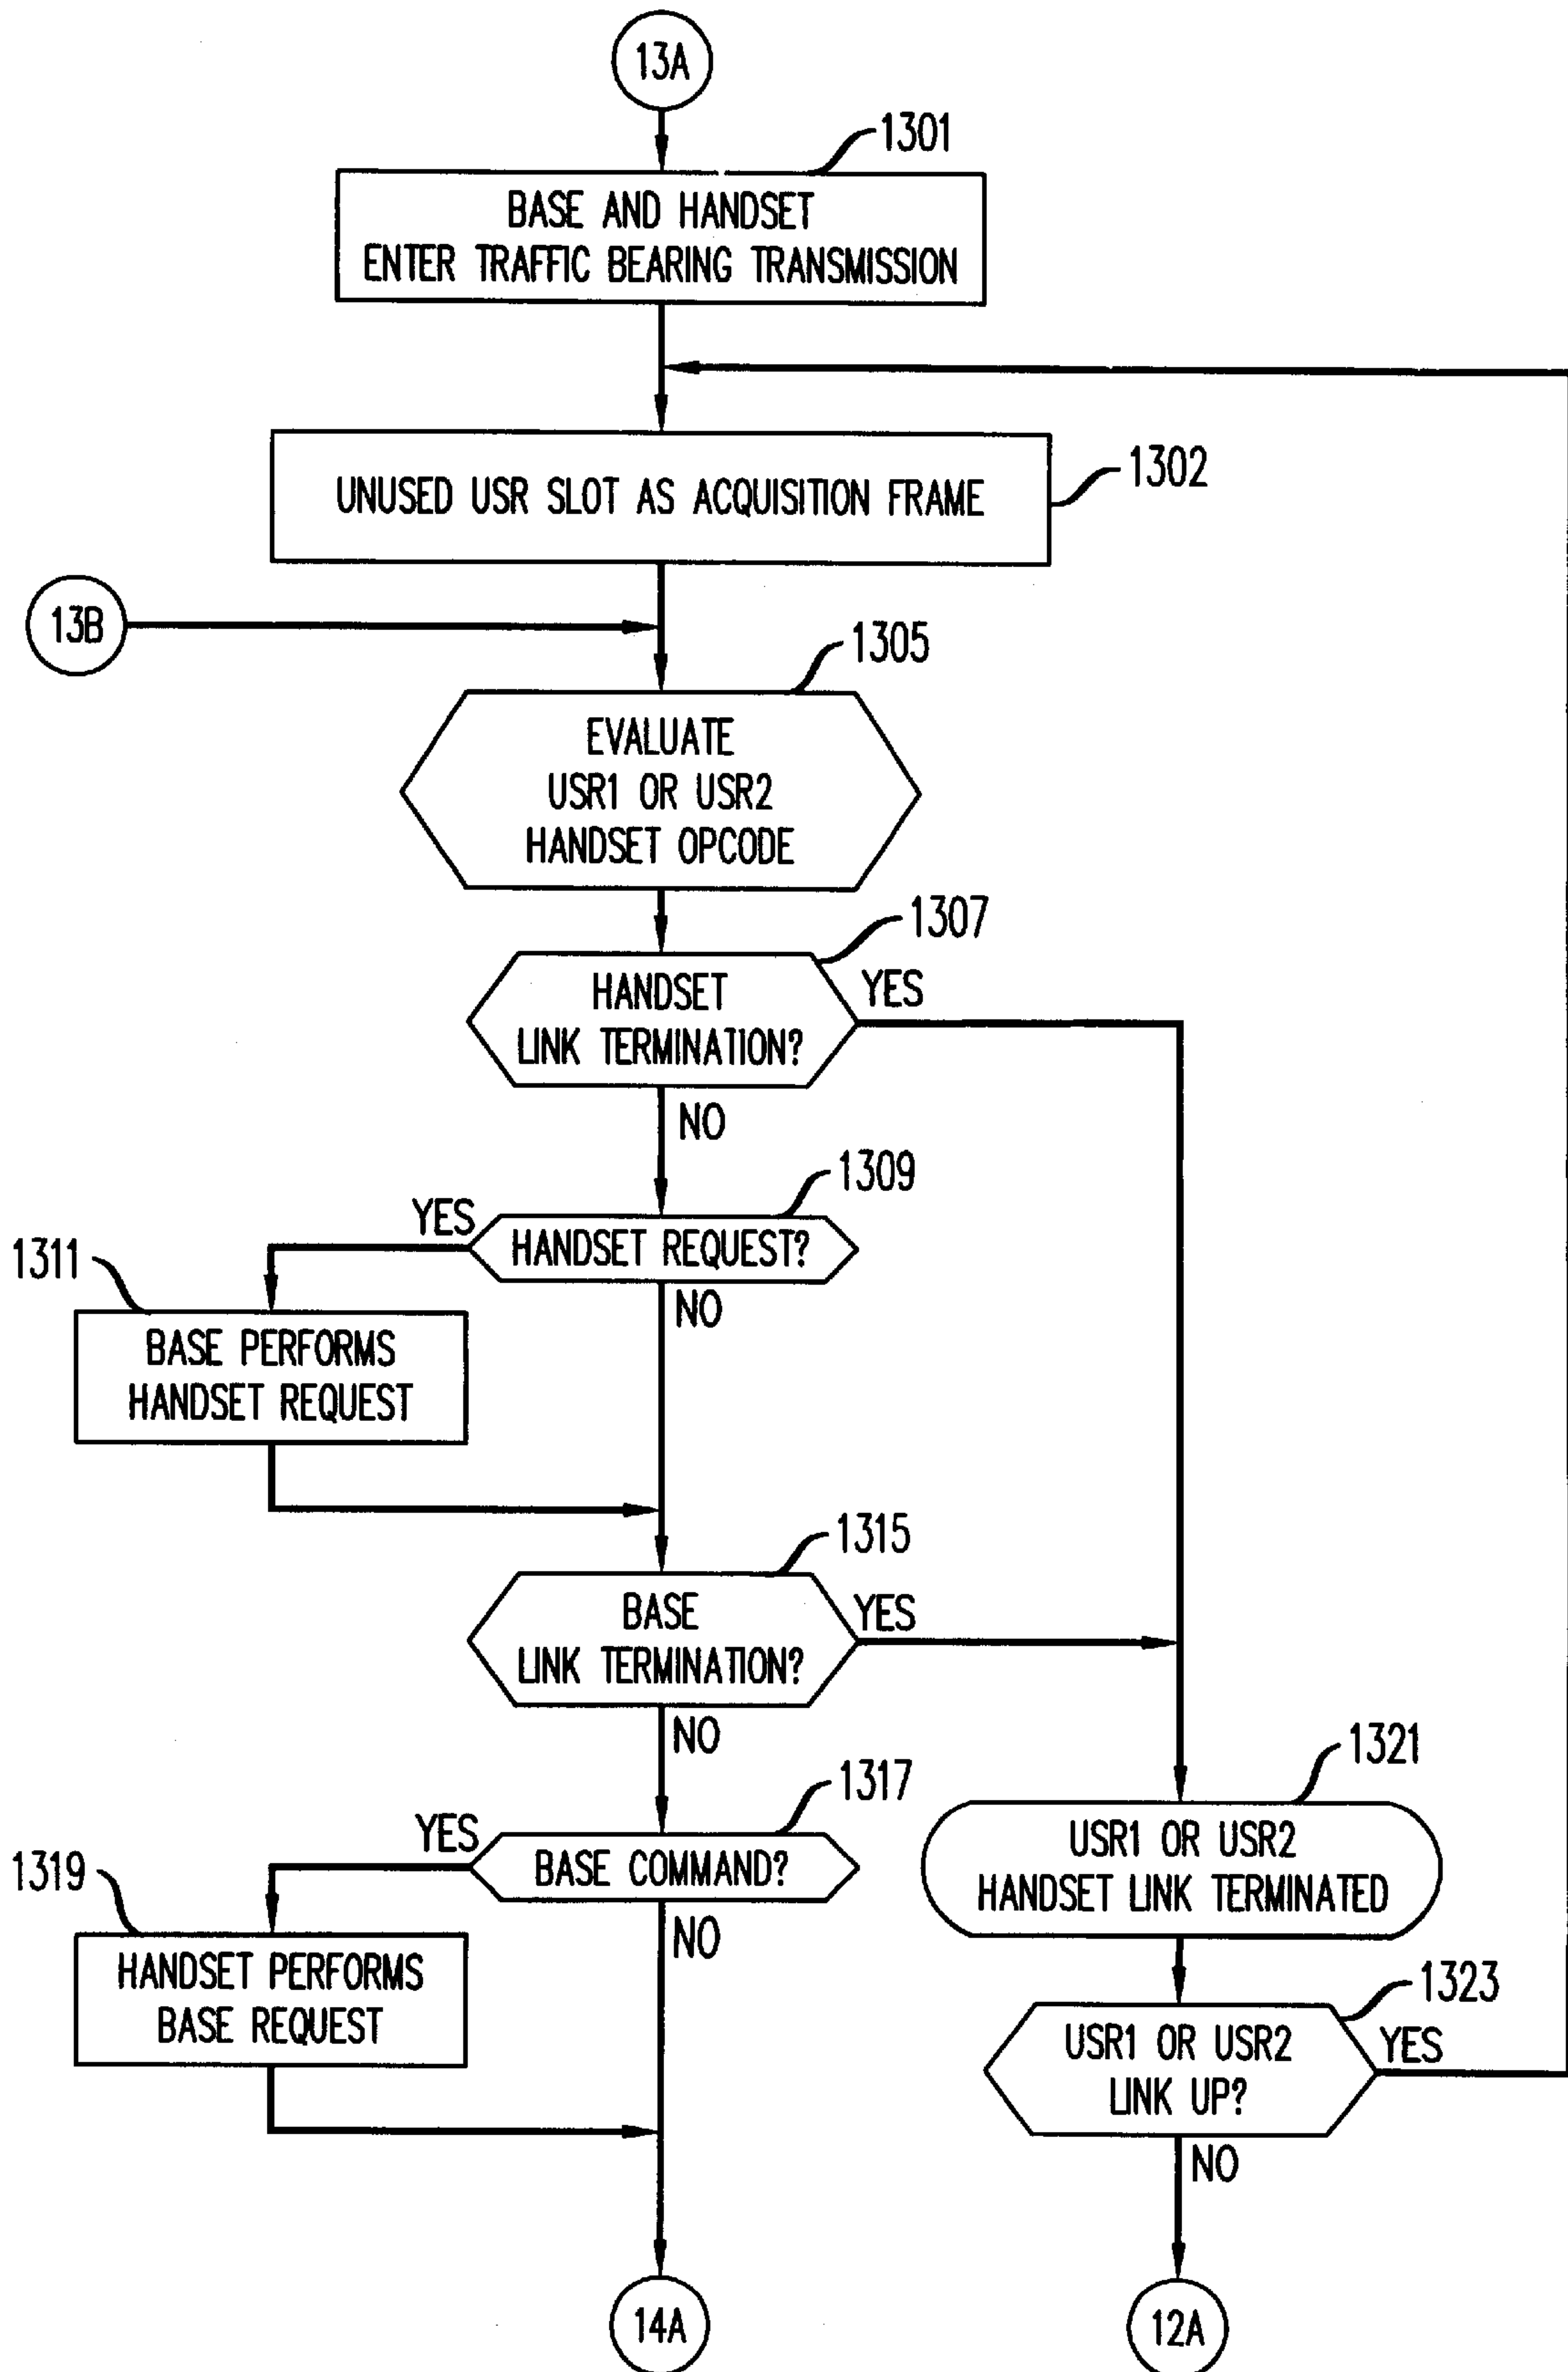 13A
1301
BASE AND HANDSET
ENTER TRAFFIC BEARING TRANSMISSION
1302
UNUSED USR SLOT AS ACQUISITION FRAME
13B
1305
EVALUATE
USR1 OR USR2
HANDSET OPCODE
1307
HANDSET
LINK TERMINATION?
YES
NO
1309
YES
HANDSET REQUEST?
NO
1311
BASE PERFORMS
HANDSET REQUEST
1315
BASE
LINK TERMINATION?
YES
NO
1317
YES
BASE COMMAND?
NO
1319
HANDSET PERFORMS
BASE REQUEST
1321
USR1 OR USR2
HANDSET LINK TERMINATED
1323
USR1 OR USR2
LINK UP?
YES
NO
14A
12A